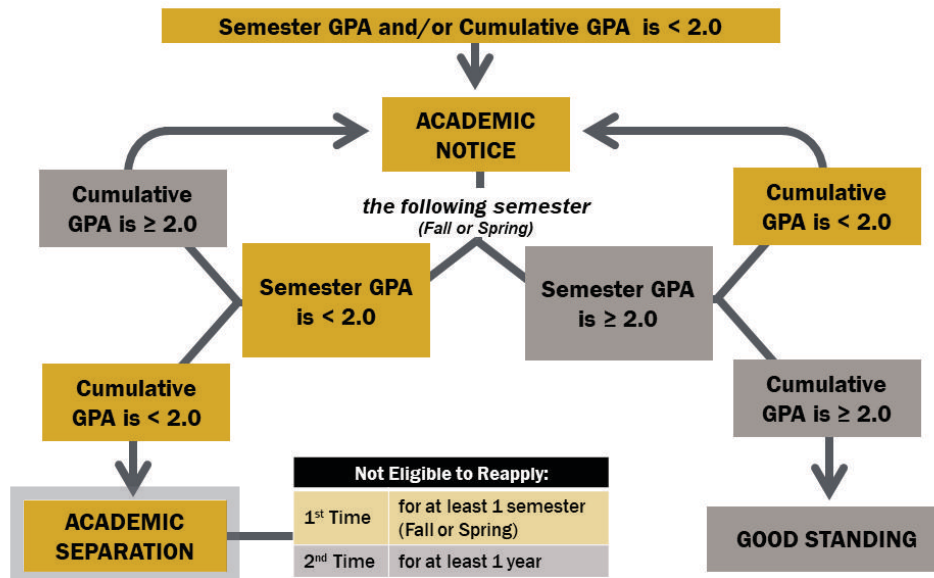 Semester GPA and/or Cumulative GPA is < 2.0
ACADEMIC
NOTICE
the following semester
(Fall or Spring)
Cumulative
GPA is ≥ 2.0
Cumulative
GPA is < 2.0
Semester GPA
is < 2.0
Semester GPA
is ≥ 2.0
Cumulative
GPA is < 2.0
Cumulative
GPA is ≥ 2.0
ACADEMIC
SEPARATION
Not Eligible to Reapply:
1st Time for at least 1 semester
(Fall or Spring)
2nd Time for at least 1 year
GOOD STANDING